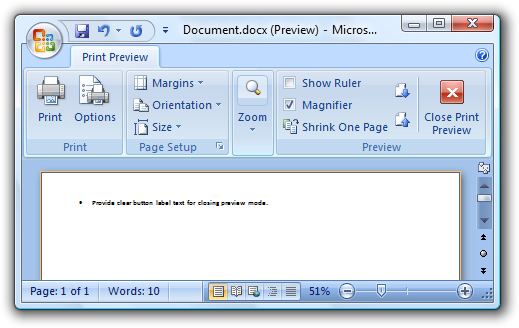 Document.docx (Preview) - Micros...
Print Preview
Print
Options
Print
Margins
Orientation
Size
Page Setup
Zoom
Show Ruler
Magnifier
Shrink One Page
Preview
Close Print
Preview
• Provide clear button label text for closing preview mode.
Page: 1 of 1
Words: 10
51%